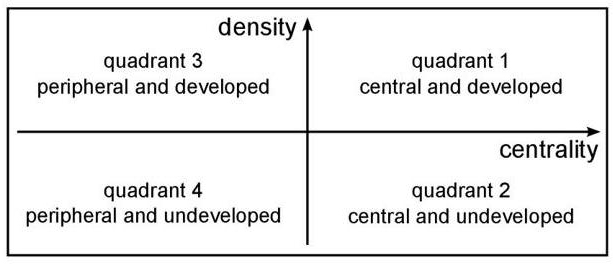 density
quadrant 3
peripheral and developed
quadrant 1
central and developed
centrality
quadrant 4
peripheral and undeveloped
quadrant 2
central and undeveloped